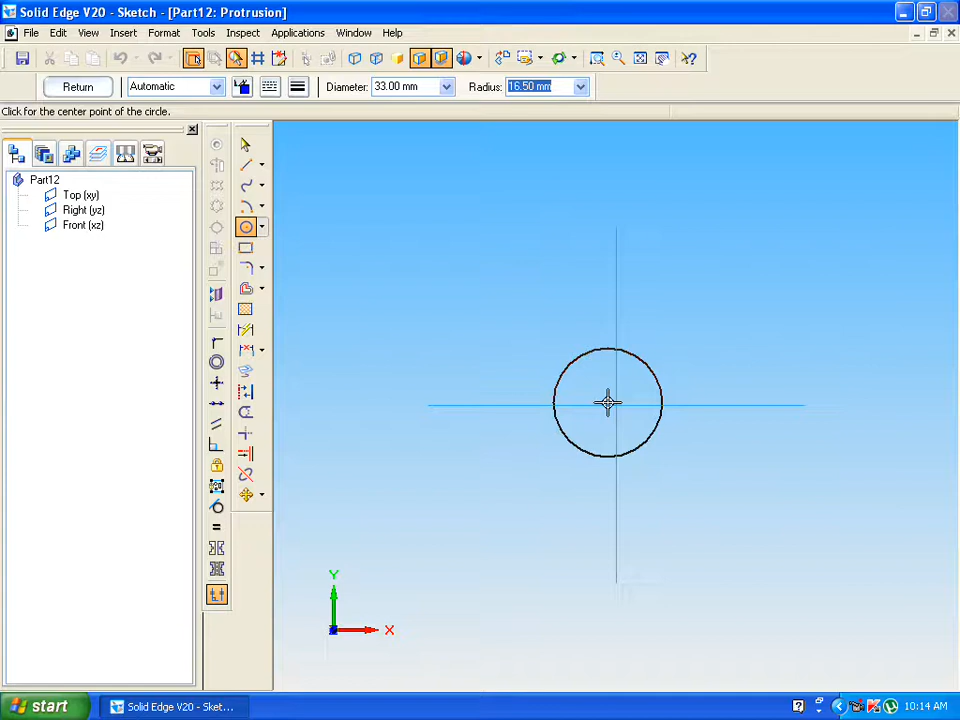 Solid Edge V20 - Sketch - [Part12: Protrusion]
File Edit View Insert Format Tools Inspect Applications Window Help
Return Automatic Diameter: 33.00 mm Radius: 16.50 mm
Click for the center point of the circle.
Part12
Top (xy)
Right (yz)
Front (xz)
Y
X
start Solid Edge V20 - Sket... 10:14 AM